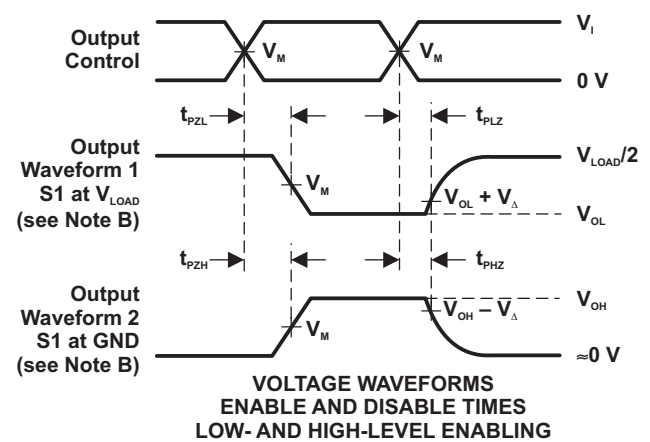 Output
Control
V_M
V_M
V_I
0 V
t_PZL
t_PLZ
Output
Waveform 1
S1 at V_LOAD
(see Note B)
V_M
V_OL + V_Δ
V_LOAD/2
V_OL
t_PZH
t_PHZ
Output
Waveform 2
S1 at GND
(see Note B)
V_M
V_OH – V_Δ
V_OH
≈0 V
VOLTAGE WAVEFORMS
ENABLE AND DISABLE TIMES
LOW- AND HIGH-LEVEL ENABLING